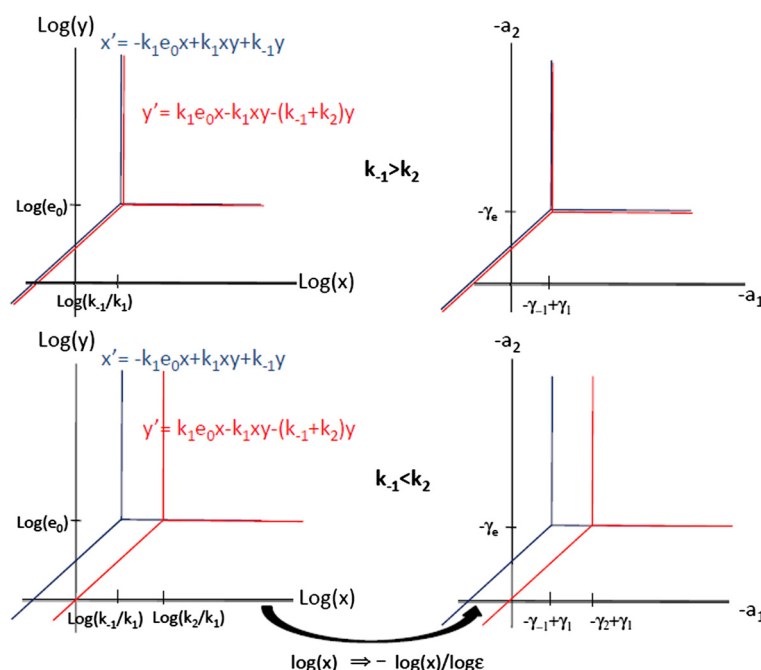 Log(y)
x'= -k₁e₀x+k₁xy+k₋₁y
y'= k₁e₀x-k₁xy-(k₋₁+k₂)y
Log(e₀)
Log(k₋₁/k₁)
Log(x)
k₋₁>k₂
-a₂
-γₑ
-γ₋₁+γ₁
-a₁
Log(y)
x'= -k₁e₀x+k₁xy+k₋₁y
y'= k₁e₀x-k₁xy-(k₋₁+k₂)y
Log(e₀)
Log(k₋₁/k₁)
Log(k₂/k₁)
Log(x)
k₋₁<k₂
-a₂
-γₑ
-γ₋₁+γ₁
-γ₂+γ₁
-a₁
log(x) ⇒ – log(x)/logε